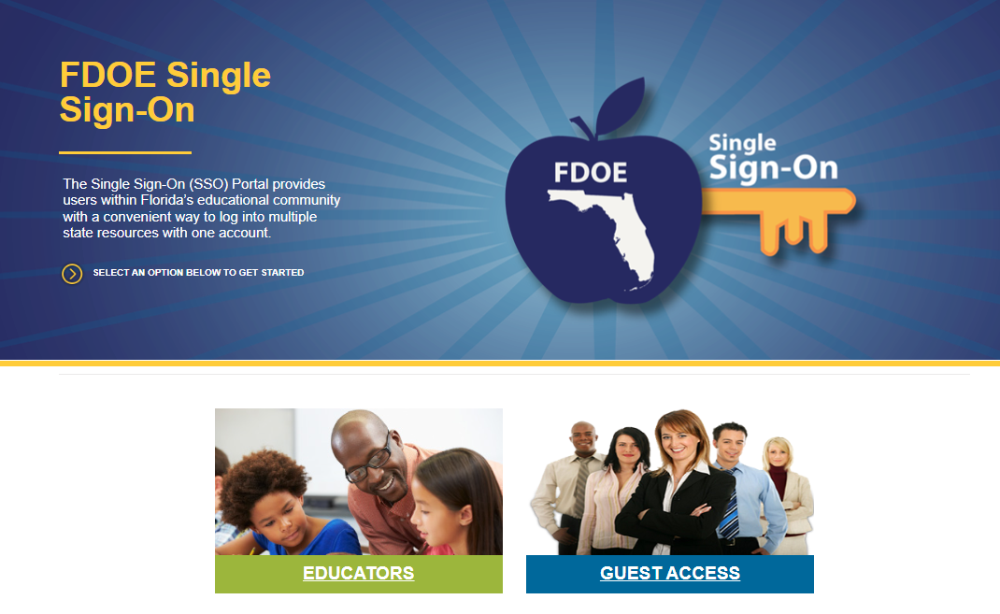 FDOE Single
Sign-On
The Single Sign-On (SSO) Portal provides
users within Florida’s educational community
with a convenient way to log into multiple
state resources with one account.
SELECT AN OPTION BELOW TO GET STARTED
FDOE
Single
Sign-On
EDUCATORS
GUEST ACCESS